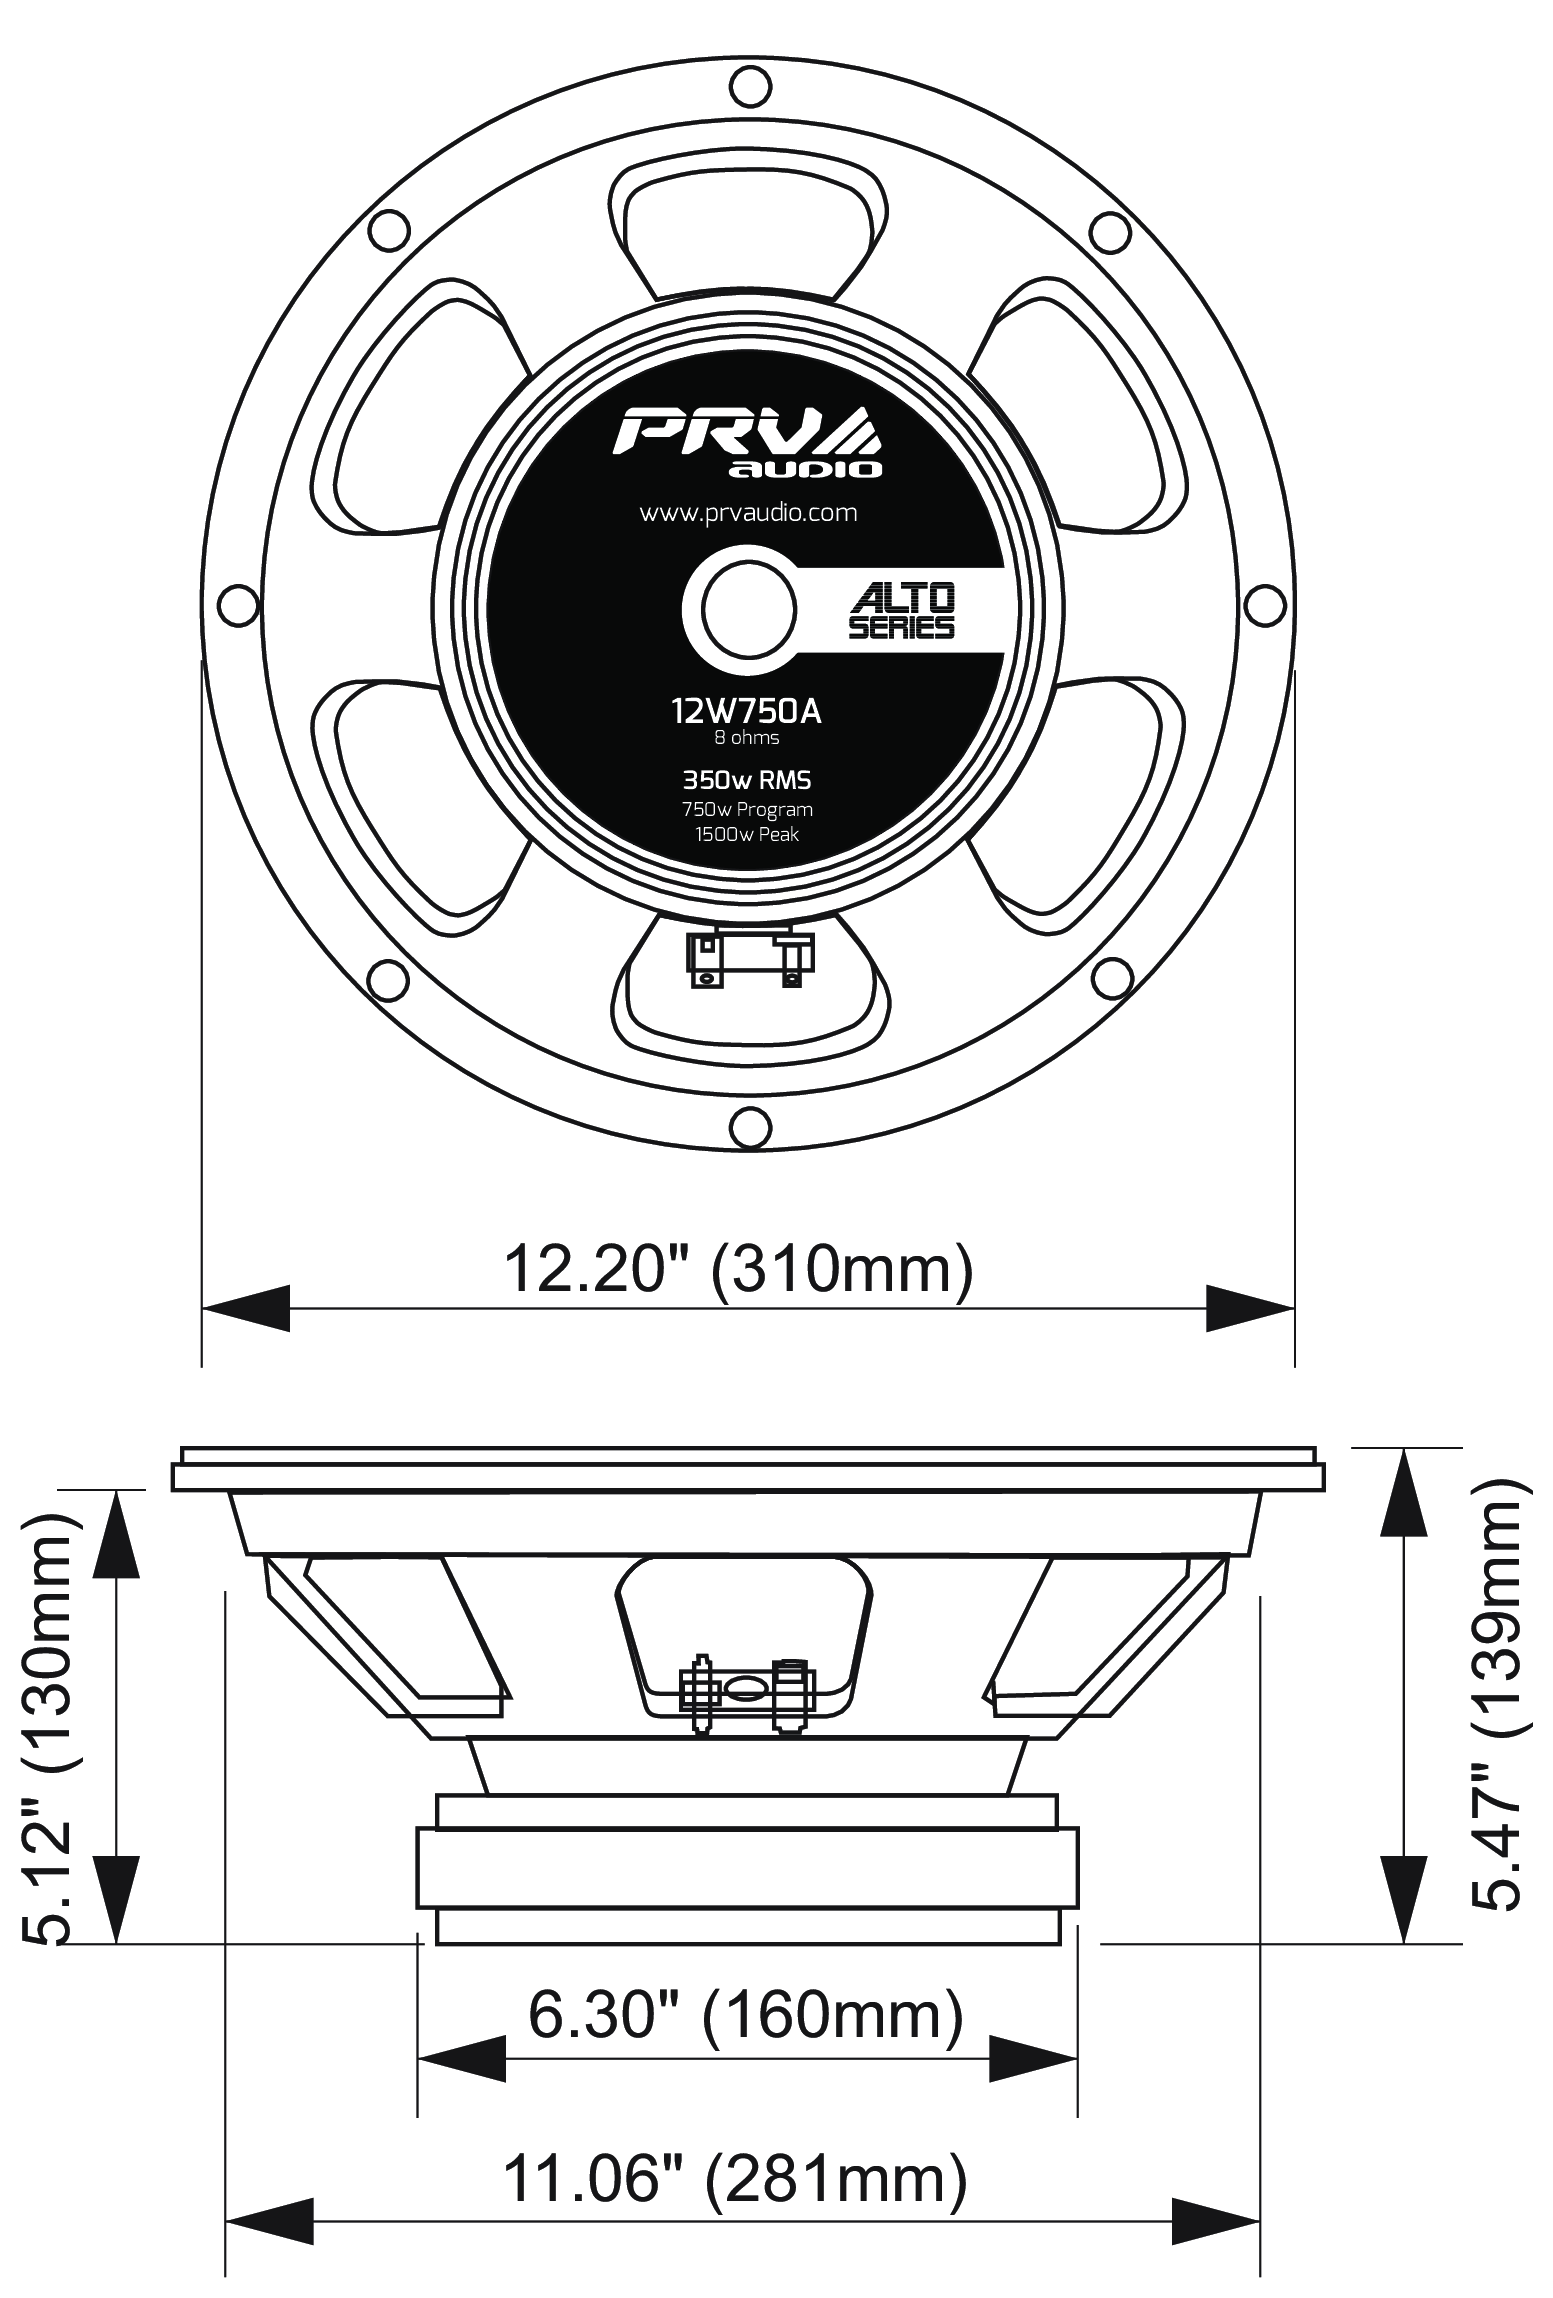 PRV
audio
www.prvaudio.com
ALTO
SERIES
12W750A
8 ohms
350w RMS
750w Program
1500w Peak
12.20" (310mm)
5.12" (130mm)
5.47" (139mm)
6.30" (160mm)
11.06" (281mm)